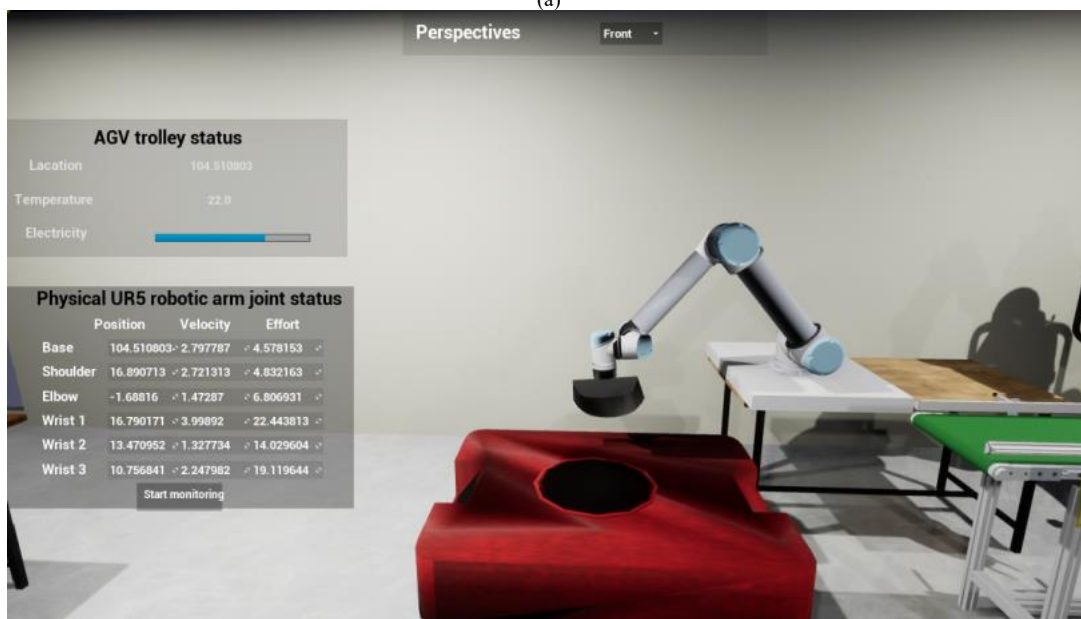 (a)
Perspectives Front
AGV trolley status
Lacation 104.510803
Temperature 22.0
Electricity
Physical UR5 robotic arm joint status
Position Velocity Effort
Base 104.510803 2.797787 4.578153
Shoulder 16.890713 2.721313 4.832163
Elbow -1.68816 1.47287 6.806931
Wrist 1 16.790171 3.99892 22.443813
Wrist 2 13.470952 1.327734 14.029604
Wrist 3 10.756841 2.247982 19.119644
Start monitoring